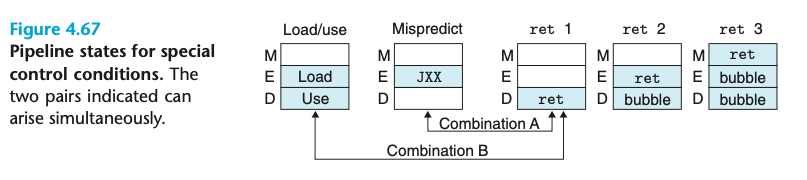 Figure 4.67
Pipeline states for special
control conditions. The
two pairs indicated can
arise simultaneously.
Load/use Mispredict ret 1 ret 2 ret 3
M M M M M ret
E Load E JXX E E ret E bubble
D Use D D ret D bubble D bubble
Combination A
Combination B